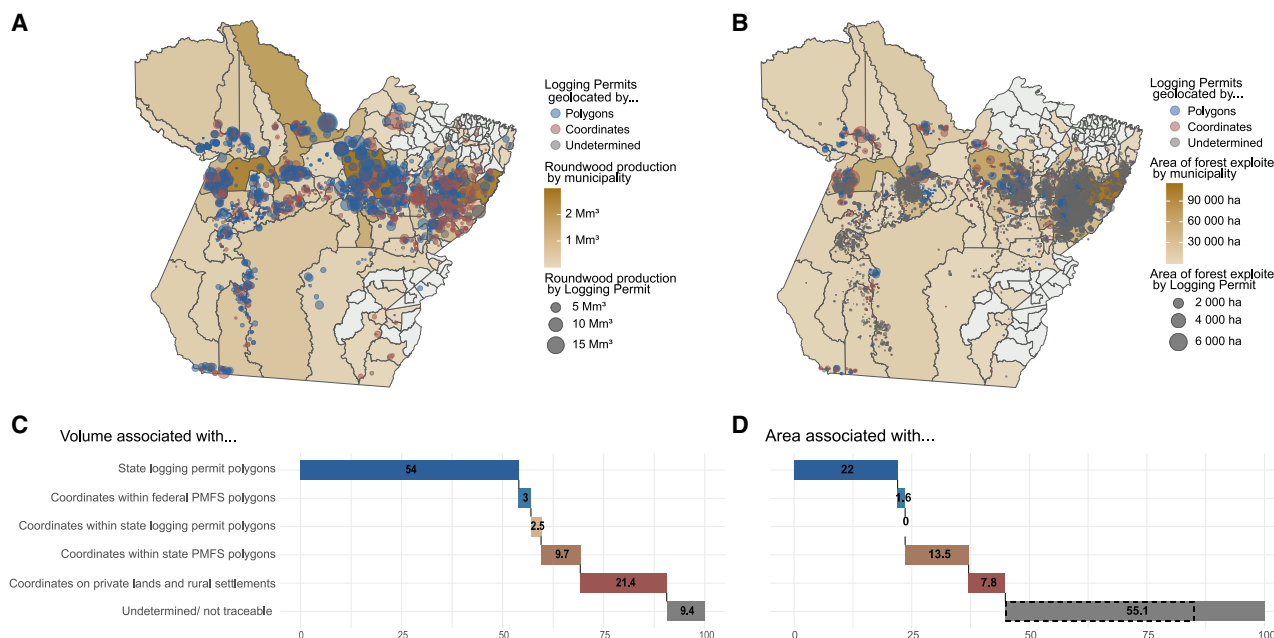 A
Logging Permits
geolocated by...
Polygons
Coordinates
Undetermined
Roundwood production
by municipality
2 Mm³
1 Mm³
Roundwood production
by Logging Permit
5 Mm³
10 Mm³
15 Mm³
B
Logging Permits
geolocated by...
Polygons
Coordinates
Undetermined
Area of forest exploite
by municipality
90 000 ha
60 000 ha
30 000 ha
Area of forest exploite
by Logging Permit
2 000 ha
4 000 ha
6 000 ha
C
Volume associated with...
State logging permit polygons
54
Coordinates within federal PMFS polygons
3
Coordinates within state logging permit polygons
2.5
Coordinates within state PMFS polygons
9.7
Coordinates on private lands and rural settlements
21.4
Undetermined/ not traceable
9.4
0 25 50 75 100
D
Area associated with...
22
1.6
0
13.5
7.8
55.1
0 25 50 75 100